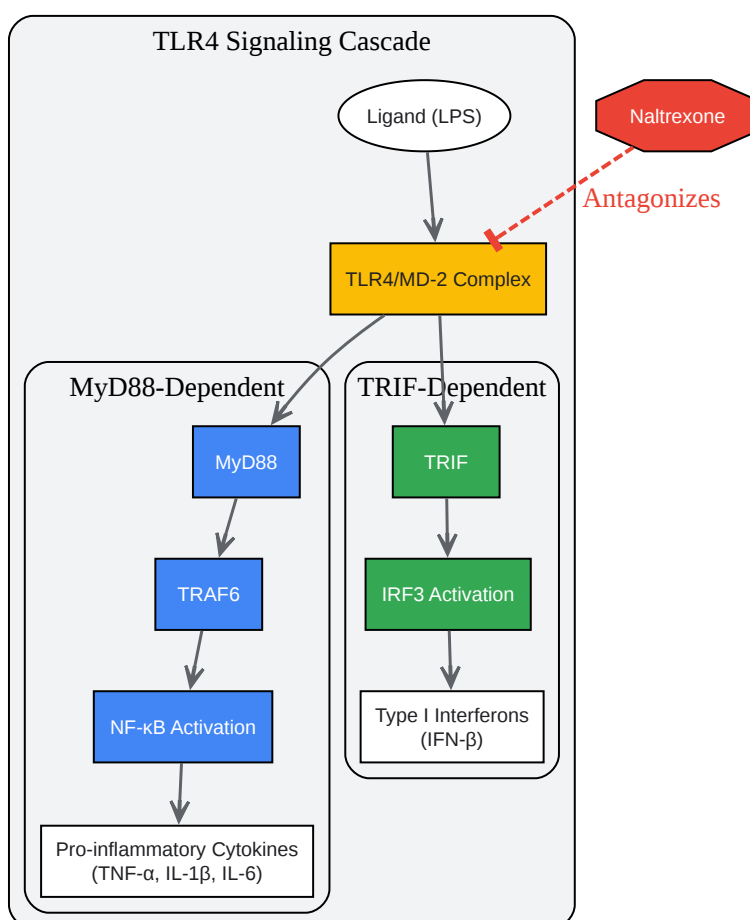 TLR4 Signaling Cascade
Ligand (LPS)
Naltrexone
Antagonizes
TLR4/MD-2 Complex
MyD88-Dependent
TRIF-Dependent
MyD88
TRIF
TRAF6
IRF3 Activation
NF-κB Activation
Type I Interferons
(IFN-β)
Pro-inflammatory Cytokines
(TNF-α, IL-1β, IL-6)